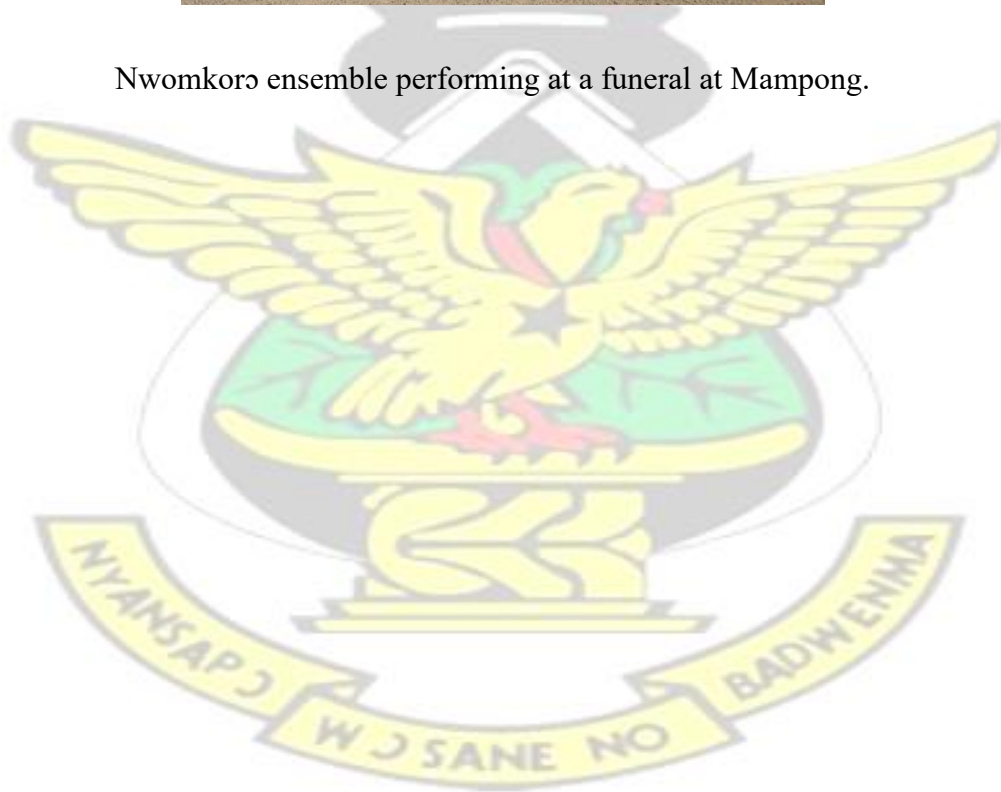 Nwomkorɔ ensemble performing at a funeral at Mampong.
NYANSAPƆ
WƆSANE NO
BADWENMA